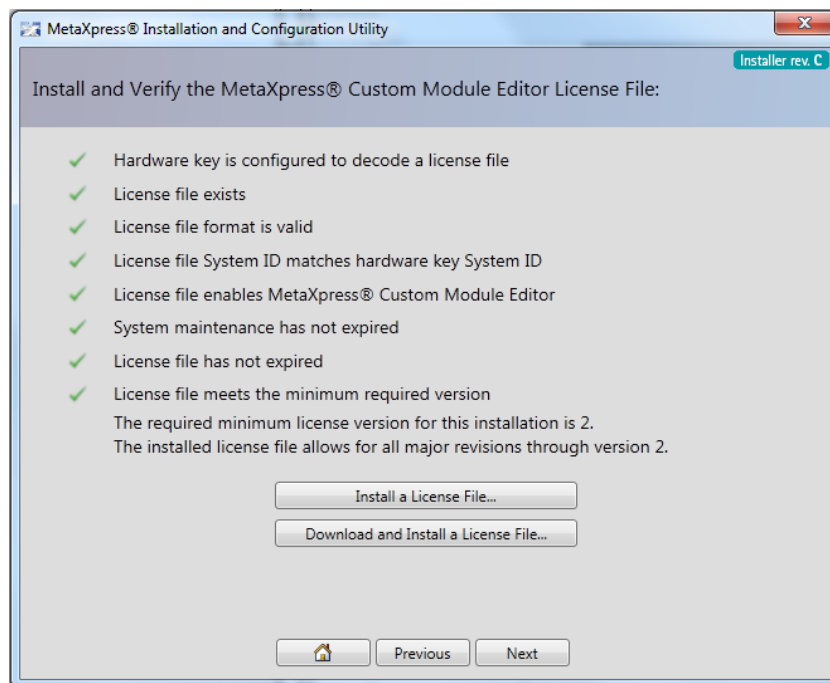 MetaXpress® Installation and Configuration Utility
Installer rev. C
Install and Verify the MetaXpress® Custom Module Editor License File:
Hardware key is configured to decode a license file
License file exists
License file format is valid
License file System ID matches hardware key System ID
License file enables MetaXpress® Custom Module Editor
System maintenance has not expired
License file has not expired
License file meets the minimum required version
The required minimum license version for this installation is 2.
The installed license file allows for all major revisions through version 2.
Install a License File...
Download and Install a License File...
Previous
Next